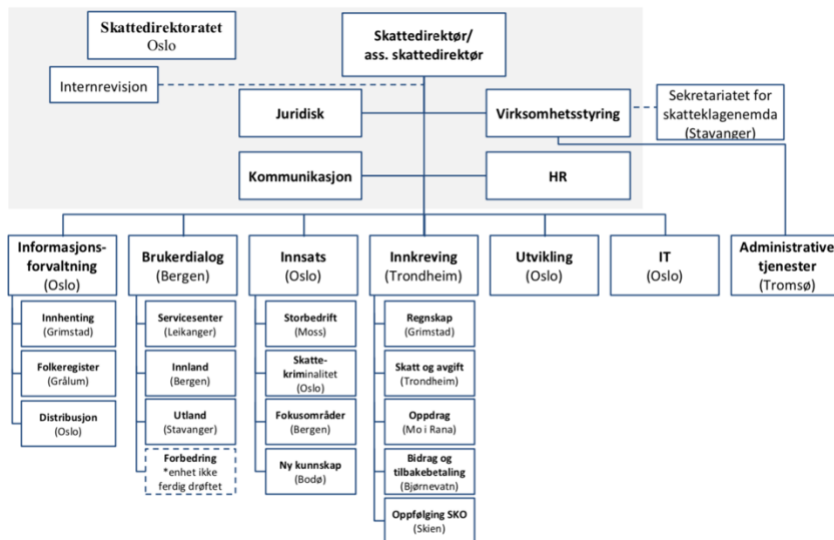 Skattedirektoratet
Oslo
Skattedirektør/
ass. skattedirektør
Internrevisjon
Juridisk
Virksomhetsstyring
Sekretariatet for
skatteklagenemda
(Stavanger)
Kommunikasjon
HR
Informasjons-
forvaltning
(Oslo)
Brukerdialog
(Bergen)
Innsats
(Oslo)
Innkreving
(Trondheim)
Utvikling
(Oslo)
IT
(Oslo)
Administrative
tjenester
(Tromsø)
Innhenting
(Grimstad)
Folkeregister
(Grålum)
Distribusjon
(Oslo)
Servicesenter
(Leikanger)
Innland
(Bergen)
Utland
(Stavanger)
Forbedring
*enhet ikke
ferdig drøftet
Storbedrift
(Moss)
Skatte-
kriminalitet
(Oslo)
Fokusområder
(Bergen)
Ny kunnskap
(Bodø)
Regnskap
(Grimstad)
Skatt og avgift
(Trondheim)
Oppdrag
(Mo i Rana)
Bidrag og
tilbakebetaling
(Bjørnevatn)
Oppfølging SKO
(Skien)